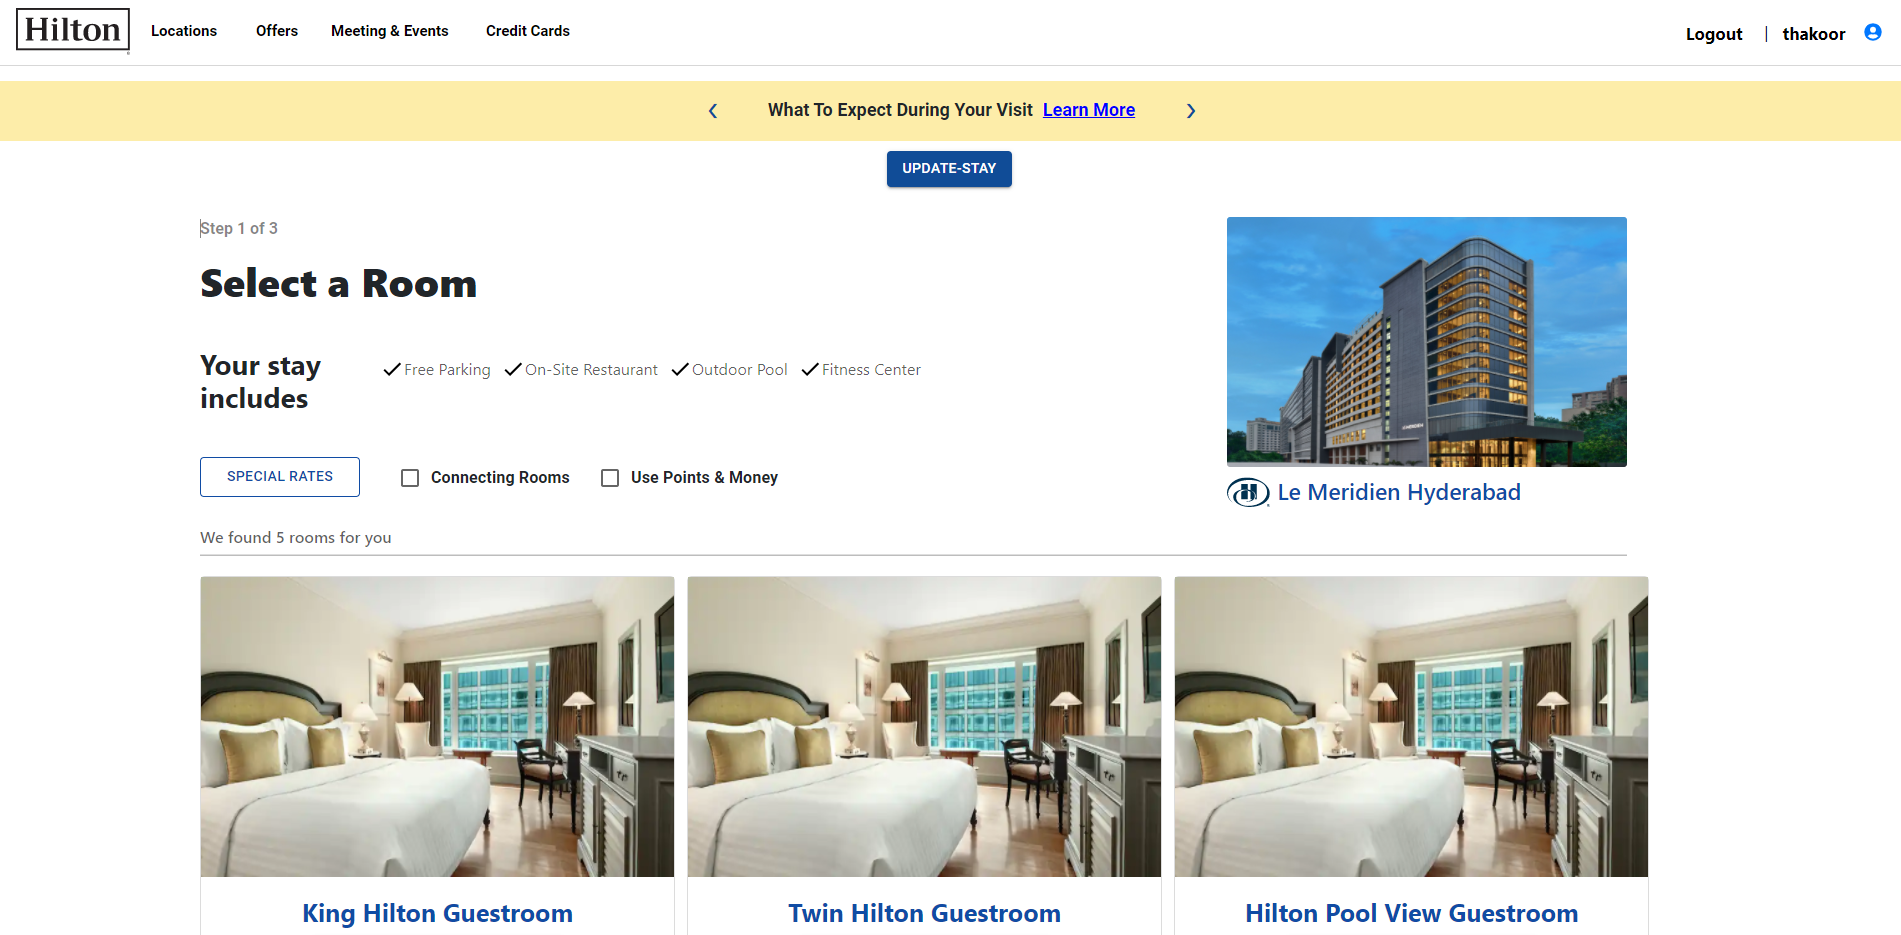 Hilton
Locations
Offers
Meeting & Events
Credit Cards
Logout | thakoor
What To Expect During Your Visit Learn More
UPDATE-STAY
Step 1 of 3
Select a Room
Your stay
includes
Free Parking
On-Site Restaurant
Outdoor Pool
Fitness Center
SPECIAL RATES
Connecting Rooms
Use Points & Money
Le Meridien Hyderabad
We found 5 rooms for you
King Hilton Guestroom
Twin Hilton Guestroom
Hilton Pool View Guestroom